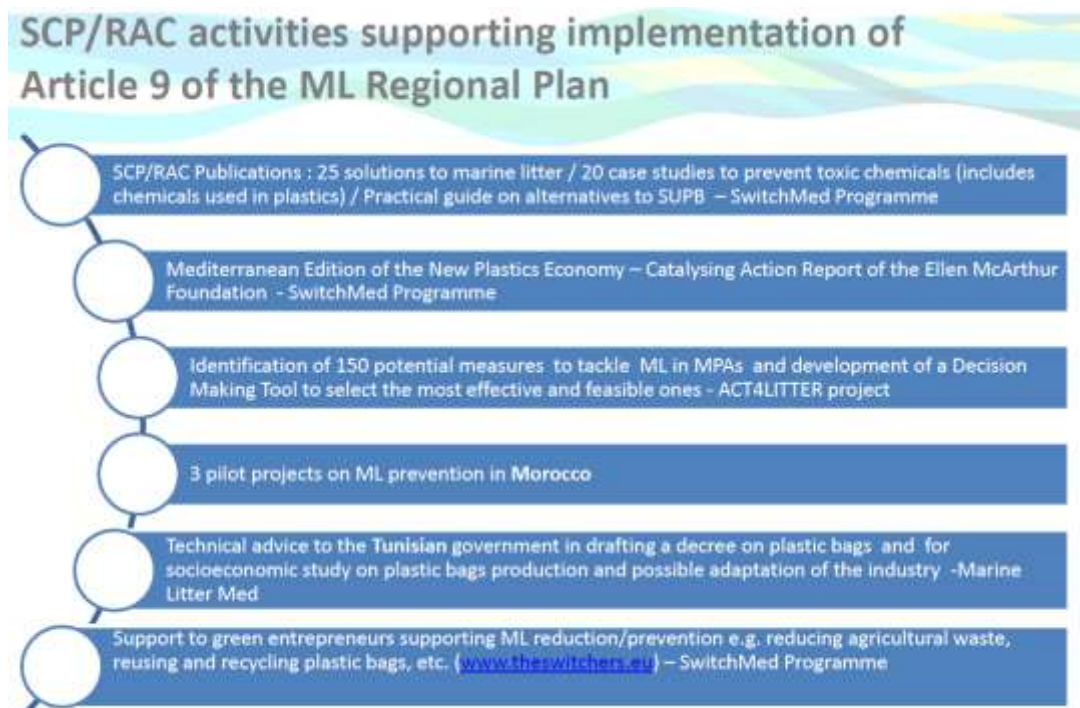 SCP/RAC activities supporting implementation of
Article 9 of the ML Regional Plan
SCP/RAC Publications : 25 solutions to marine litter / 20 case studies to prevent toxic chemicals (includes
chemicals used in plastics) / Practical guide on alternatives to SUPB – SwitchMed Programme
Mediterranean Edition of the New Plastics Economy – Catalysing Action Report of the Ellen McArthur
Foundation - SwitchMed Programme
Identification of 150 potential measures to tackle ML in MPAs and development of a Decision
Making Tool to select the most effective and feasible ones - ACT4LITTER project
3 pilot projects on ML prevention in Morocco
Technical advice to the Tunisian government in drafting a decree on plastic bags and for
socioeconomic study on plastic bags production and possible adaptation of the industry -Marine
Litter Med
Support to green entrepreneurs supporting ML reduction/prevention e.g. reducing agricultural waste,
reusing and recycling plastic bags, etc. (www.theswitchers.eu) – SwitchMed Programme